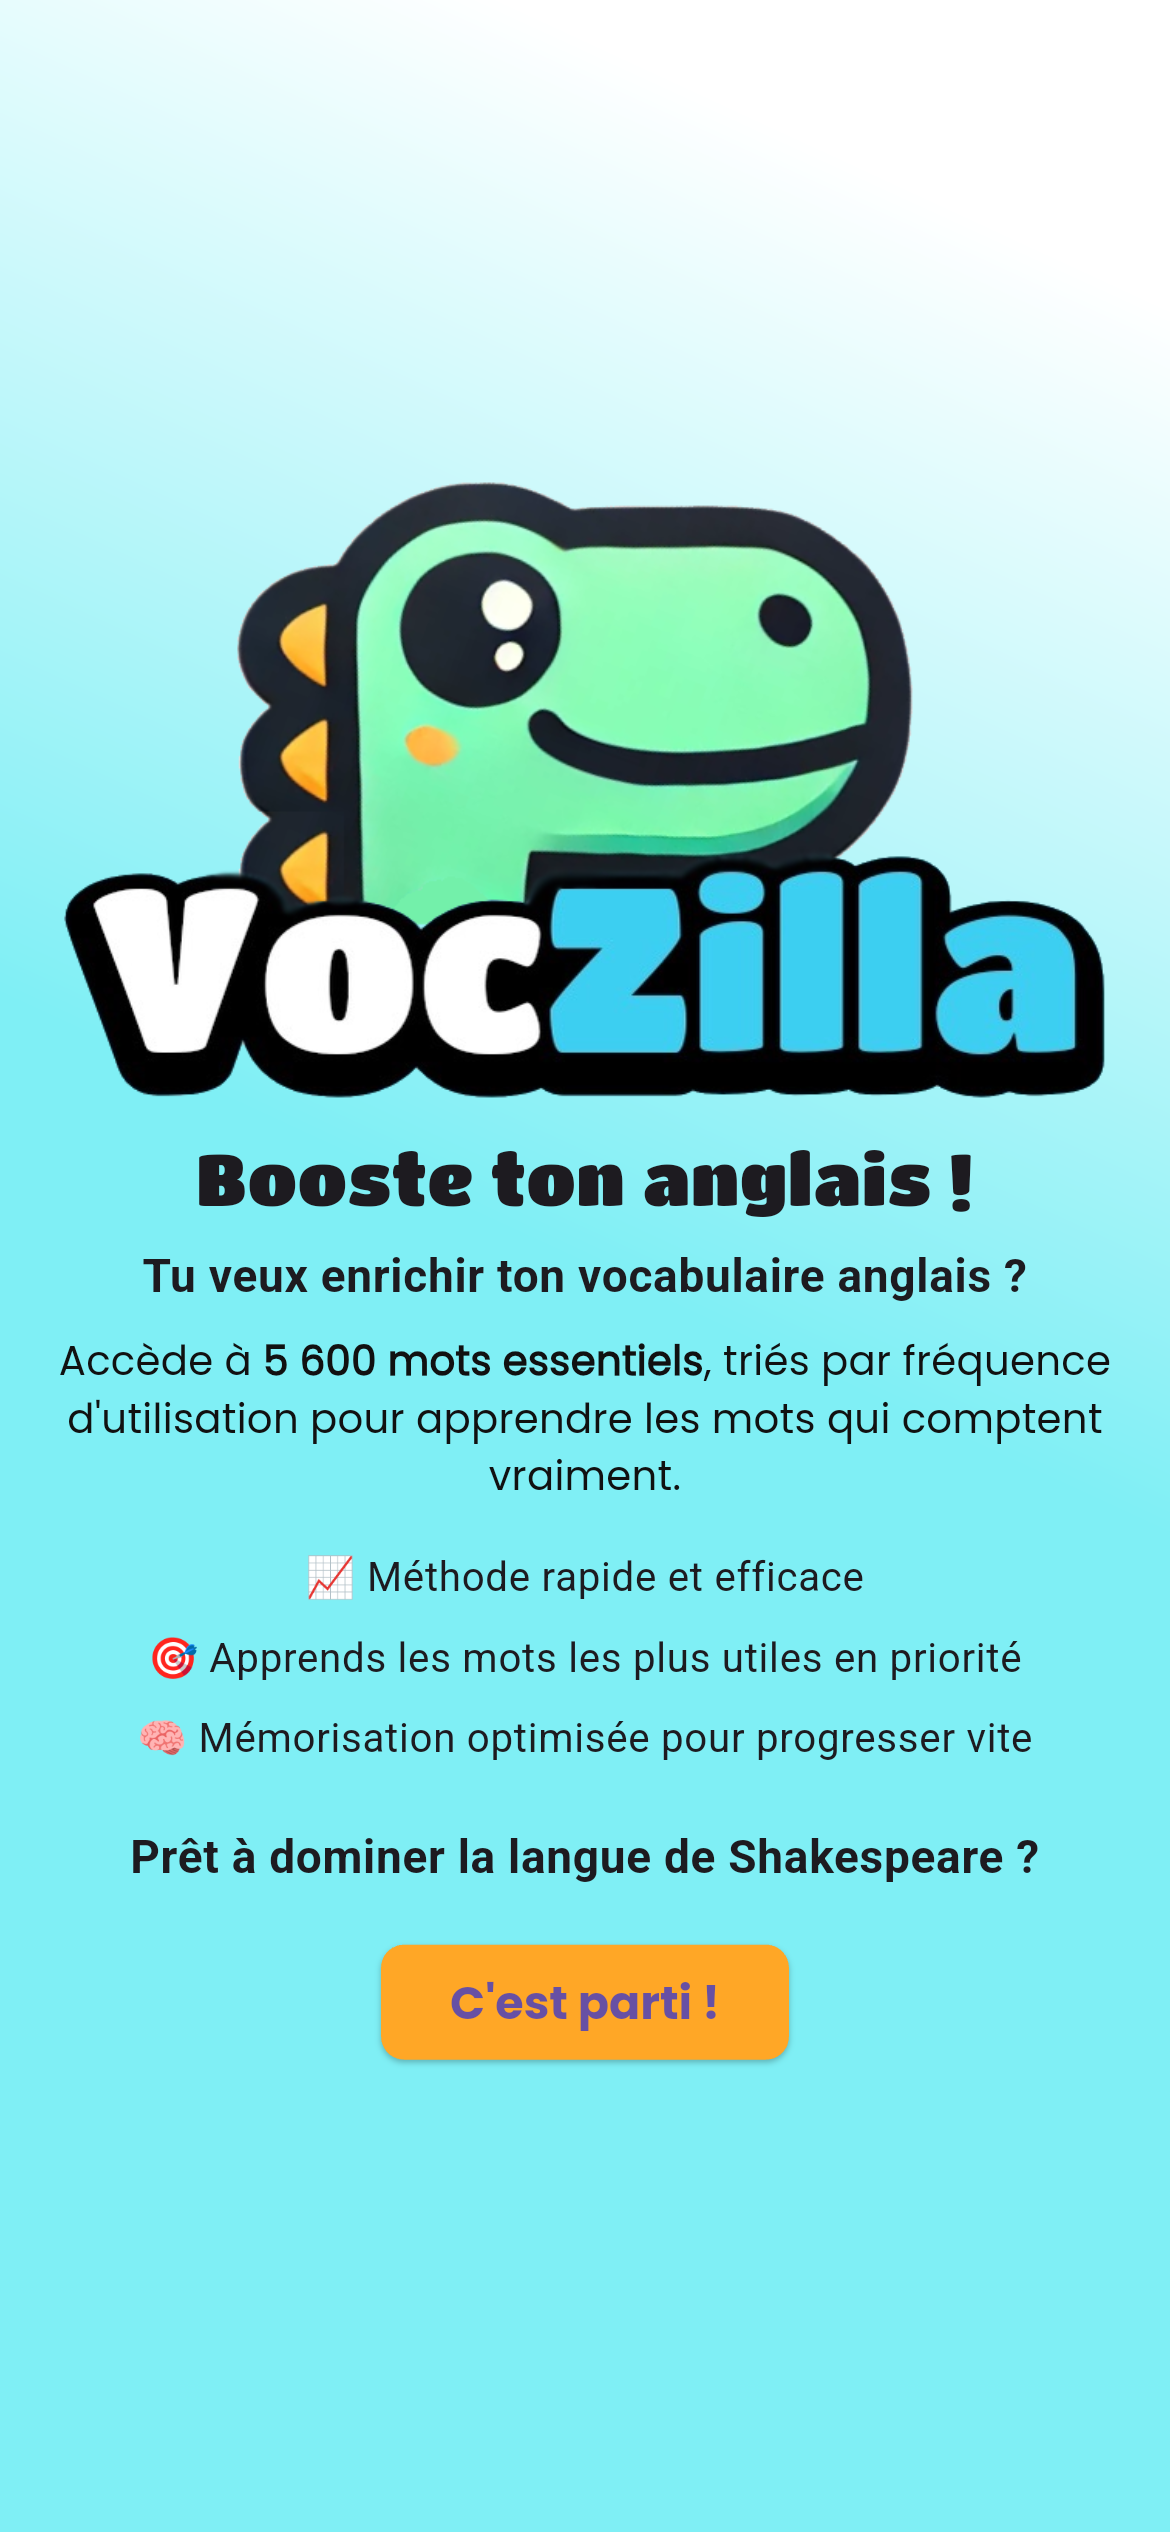 VocZilla
Booste ton anglais !
Tu veux enrichir ton vocabulaire anglais ?
Accède à 5 600 mots essentiels, triés par fréquence
d'utilisation pour apprendre les mots qui comptent
vraiment.
📈 Méthode rapide et efficace
🎯 Apprends les mots les plus utiles en priorité
🧠 Mémorisation optimisée pour progresser vite
Prêt à dominer la langue de Shakespeare ?
C'est parti !